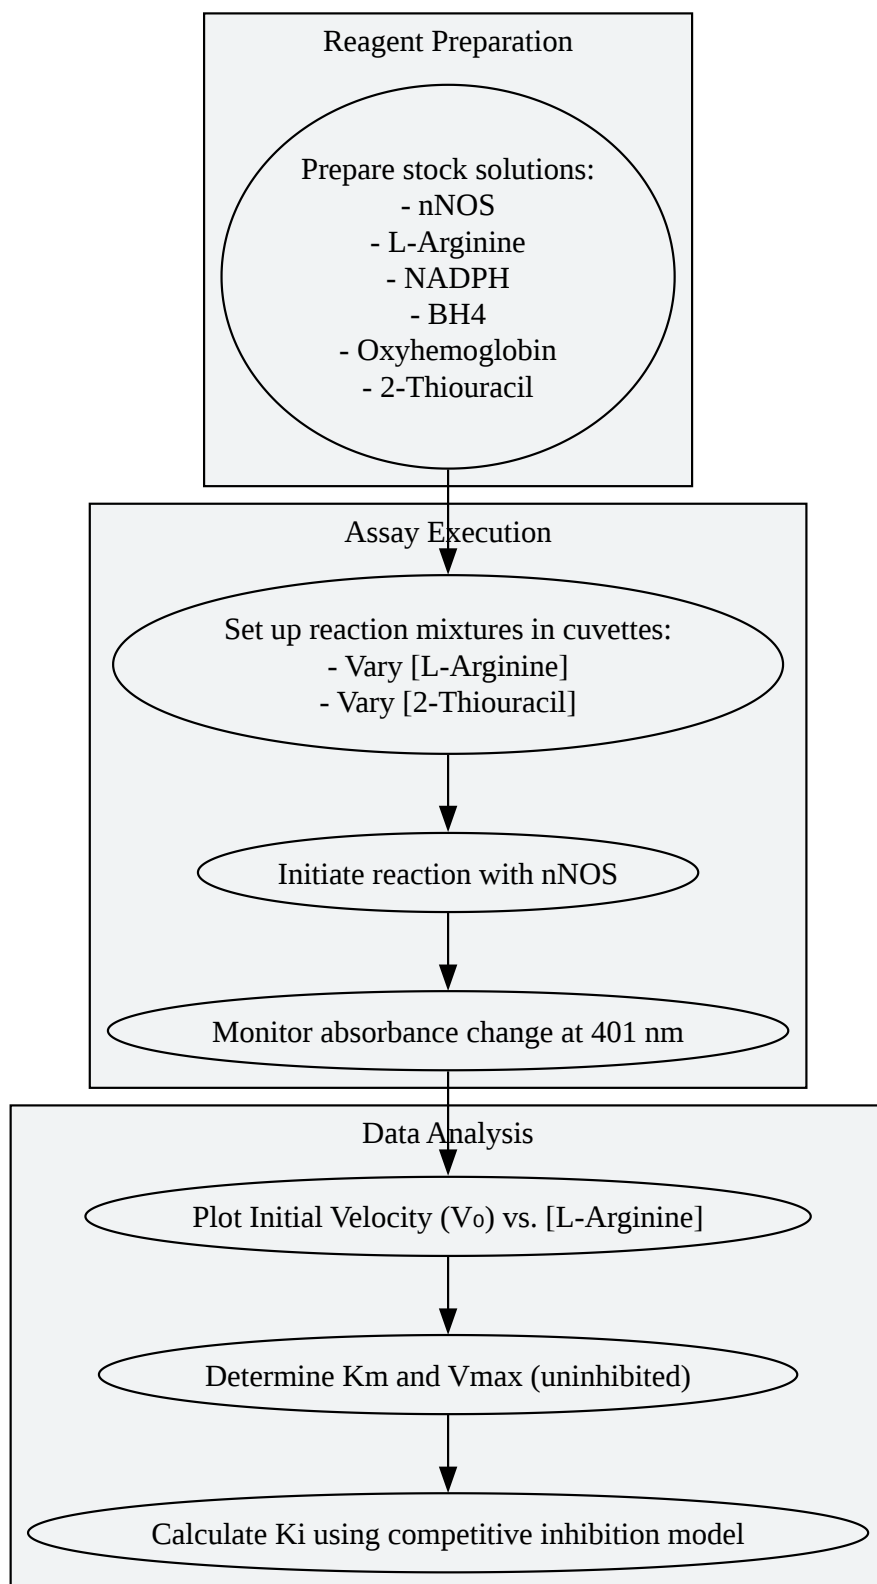 Reagent Preparation
Prepare stock solutions:
- nNOS
- L-Arginine
- NADPH
- BH4
- Oxyhemoglobin
- 2-Thiouracil
Assay Execution
Set up reaction mixtures in cuvettes:
- Vary [L-Arginine]
- Vary [2-Thiouracil]
Initiate reaction with nNOS
Monitor absorbance change at 401 nm
Data Analysis
Plot Initial Velocity (V₀) vs. [L-Arginine]
Determine Km and Vmax (uninhibited)
Calculate Ki using competitive inhibition model